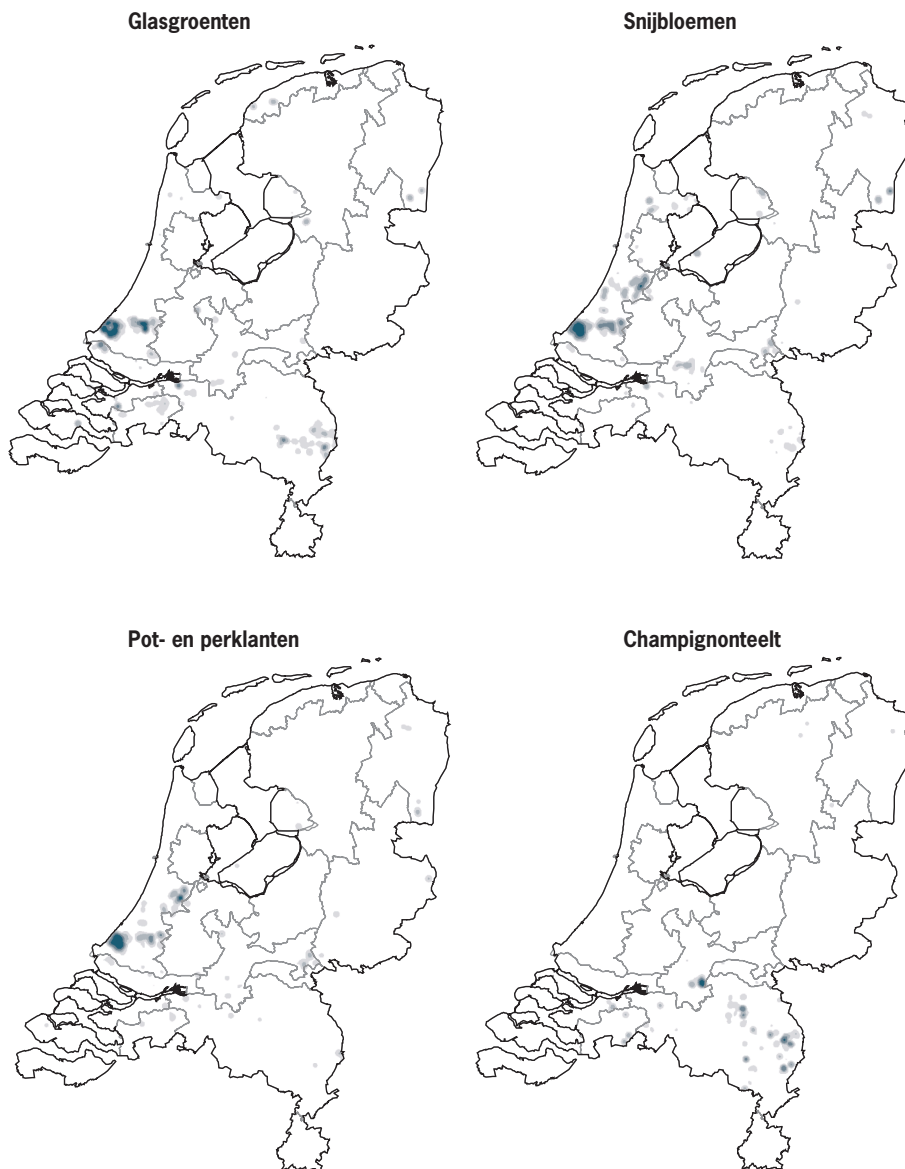 Glasgroenten
Snijbloemen
Pot- en perklanten
Champignonteelt